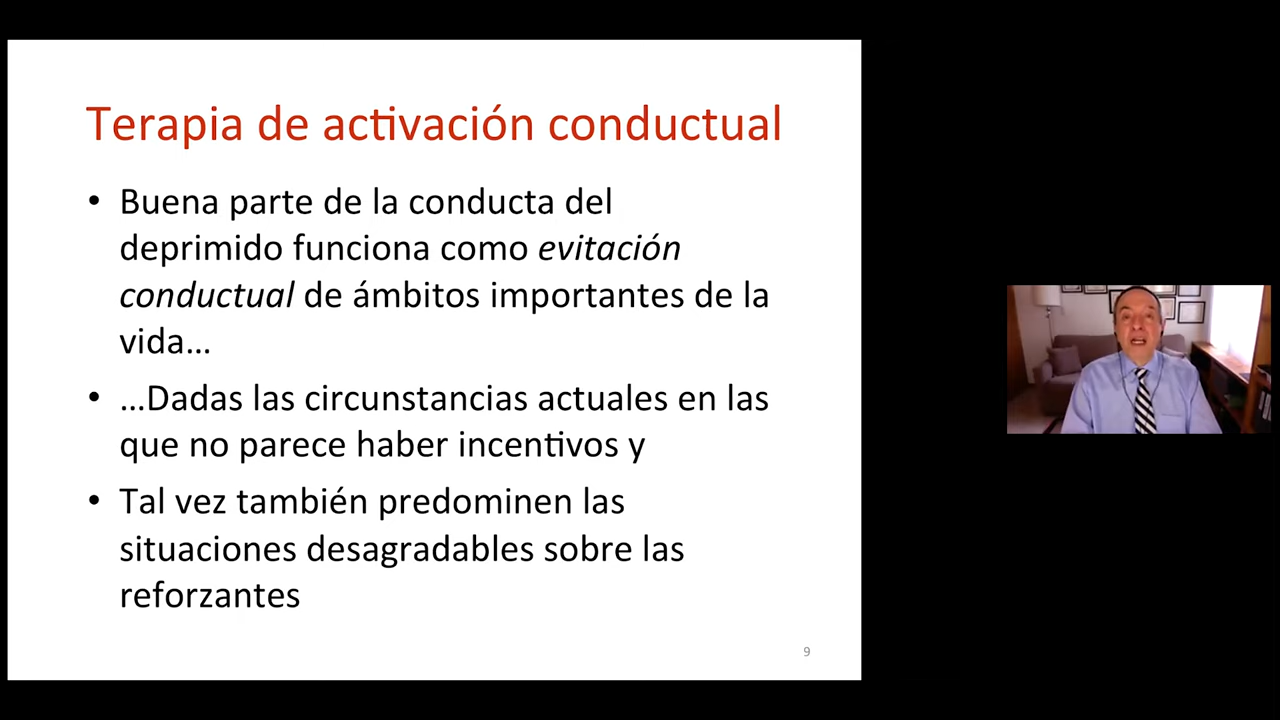 Terapia de activación conductual
• Buena parte de la conducta del
deprimido funciona como evitación
conductual de ámbitos importantes de la
vida…
• …Dadas las circunstancias actuales en las
que no parece haber incentivos y
• Tal vez también predominen las
situaciones desagradables sobre las
reforzantes
9